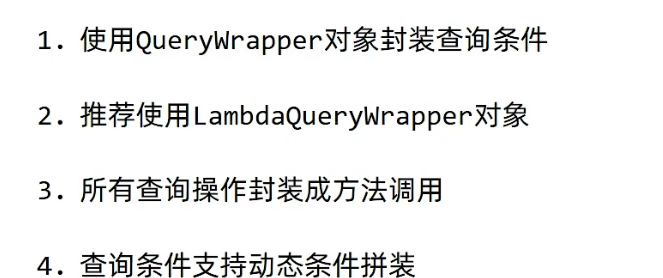 1. 使用QueryWrapper对象封装查询条件
2. 推荐使用LambdaQueryWrapper对象
3. 所有查询操作封装成方法调用
4. 查询条件支持动态条件拼装